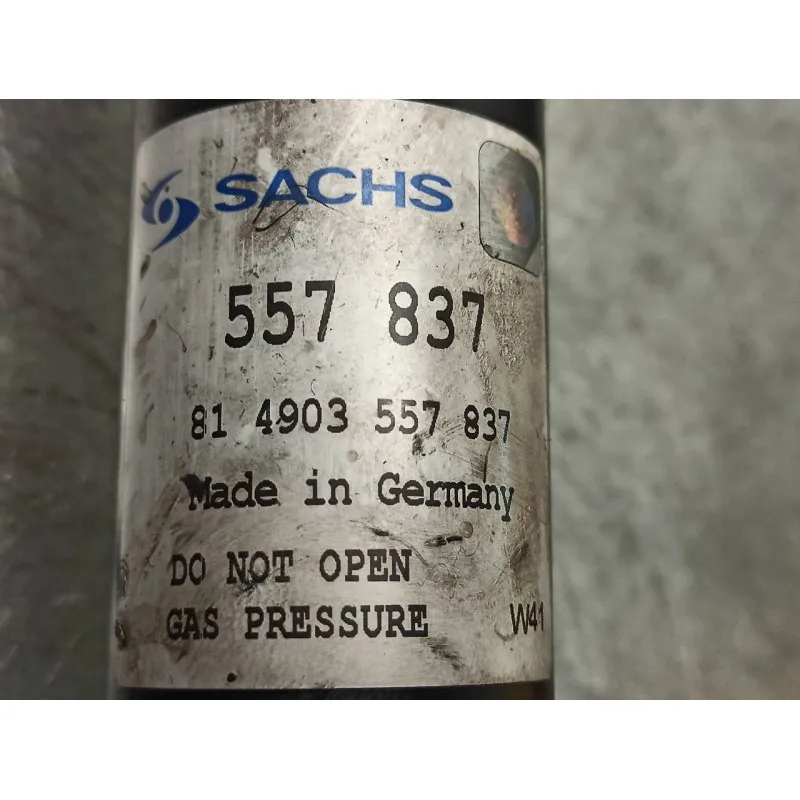 SACHS
557 837
81 4903 557 837
Made in Germany
DO NOT OPEN
GAS PRESSURE W41